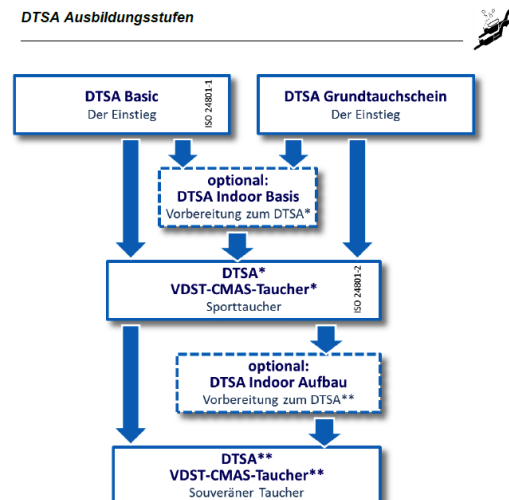 DTSA Ausbildungsstufen
DTSA Basic
Der Einstieg
ISO 24801-1
DTSA Grundtauchschein
Der Einstieg
optional:
DTSA Indoor Basis
Vorbereitung zum DTSA*
DTSA*
VDST-CMAS-Taucher*
Sporttaucher
ISO 24801-2
optional:
DTSA Indoor Aufbau
Vorbereitung zum DTSA**
DTSA**
VDST-CMAS-Taucher**
Souveräner Taucher